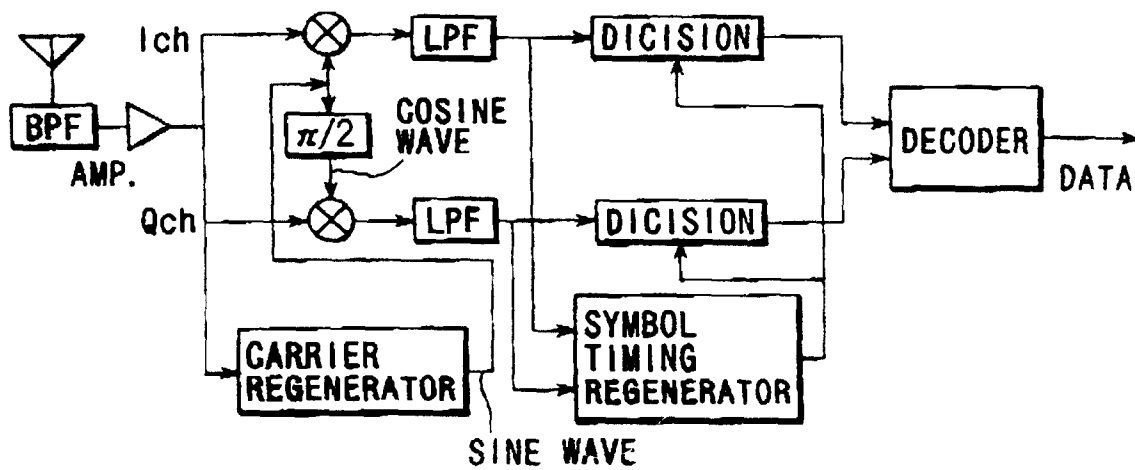 Ich
LPF
DICISION
BPF
AMP.
π/2
COSINE
WAVE
DECODER
DATA
Qch
LPF
DICISION
CARRIER
REGENERATOR
SYMBOL
TIMING
REGENERATOR
SINE WAVE